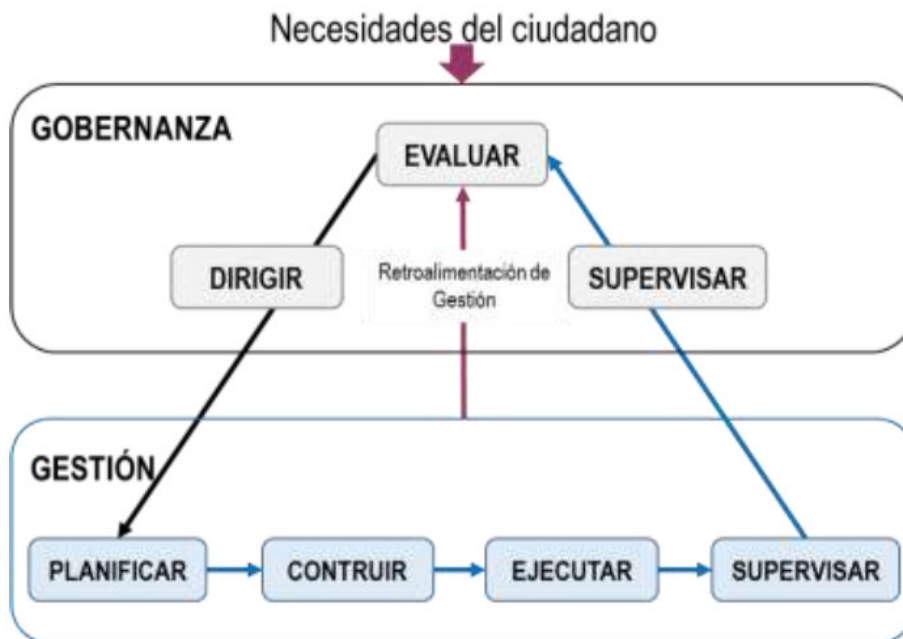 Necesidades del ciudadano
GOBERNANZA
EVALUAR
DIRIGIR
Retroalimentación de
Gestión
SUPERVISAR
GESTIÓN
PLANIFICAR
CONTRUIR
EJECUTAR
SUPERVISAR